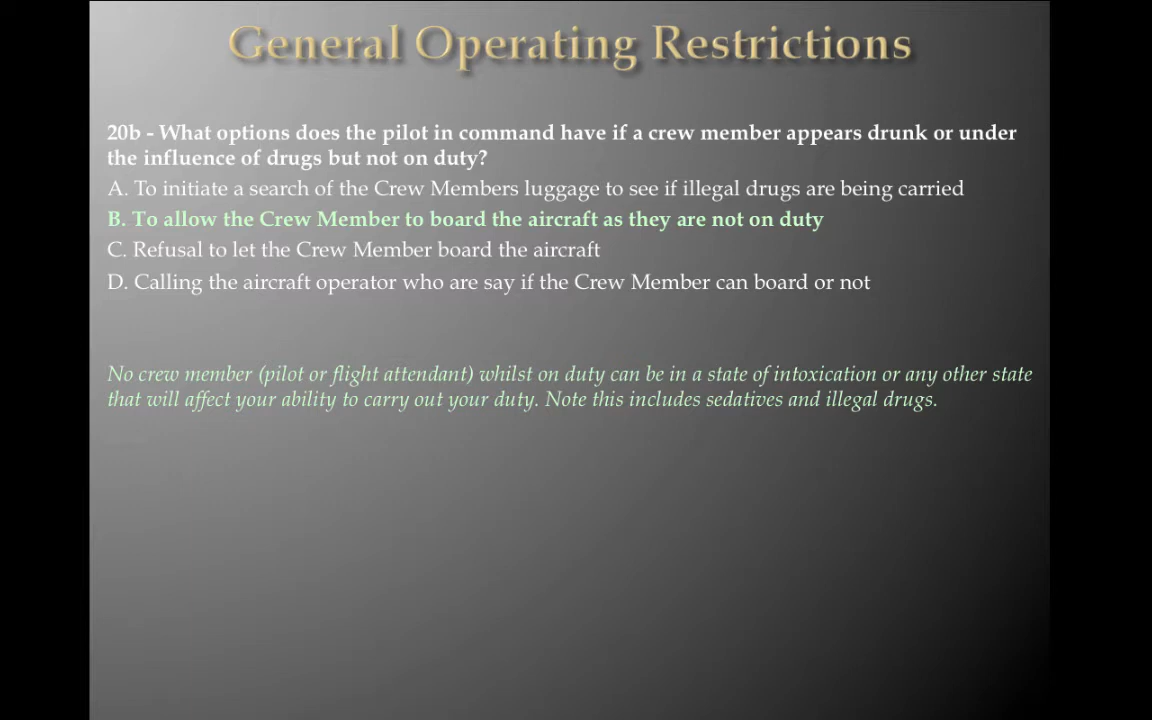 General Operating Restrictions
20b - What options does the pilot in command have if a crew member appears drunk or under
the influence of drugs but not on duty?
A. To initiate a search of the Crew Members luggage to see if illegal drugs are being carried
B. To allow the Crew Member to board the aircraft as they are not on duty
C. Refusal to let the Crew Member board the aircraft
D. Calling the aircraft operator who are say if the Crew Member can board or not
No crew member (pilot or flight attendant) whilst on duty can be in a state of intoxication or any other state
that will affect your ability to carry out your duty. Note this includes sedatives and illegal drugs.